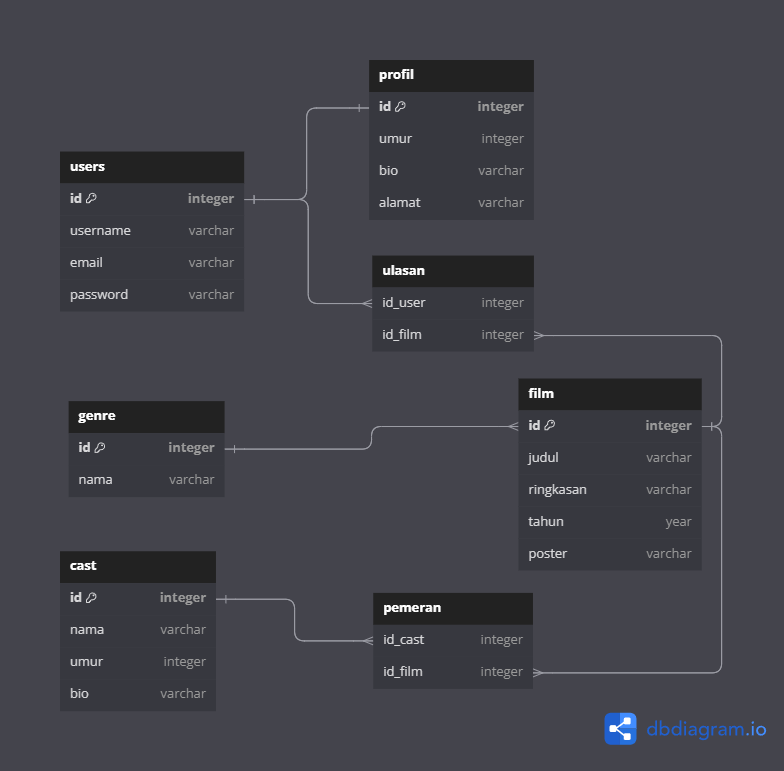 profil
id integer
umur integer
bio varchar
alamat varchar
users
id integer
username varchar
email varchar
password varchar
ulasan
id_user integer
id_film integer
film
id integer
judul varchar
ringkasan varchar
tahun year
poster varchar
genre
id integer
nama varchar
cast
id integer
nama varchar
umur integer
bio varchar
pemeran
id_cast integer
id_film integer
dbdiagram.io